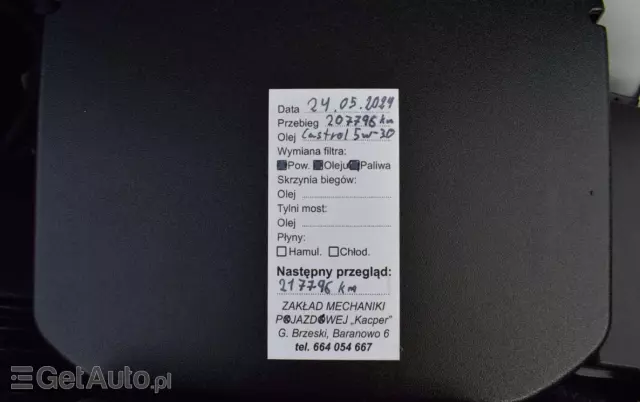 Data 24.05.2024
Przebieg 207796 km
Olej Castrol 5w-30
Wymiana filtra:
Pow. Oleju Paliwa
Skrzynia biegów:
Olej
Tylni most:
Olej
Płyny:
Hamul. Chłod.
Następny przegląd:
217796 km
ZAKŁAD MECHANIKI
POJAZDOWEJ „Kacper"
G. Brzeski, Baranowo 6
tel. 664 054 667
GetAuto.pl